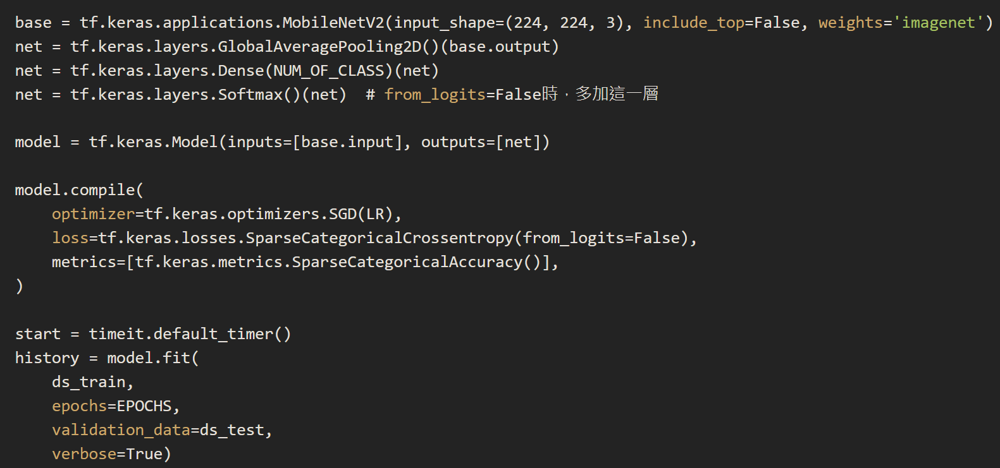 base = tf.keras.applications.MobileNetV2(input_shape=(224, 224, 3), include_top=False, weights='imagenet')
net = tf.keras.layers.GlobalAveragePooling2D()(base.output)
net = tf.keras.layers.Dense(NUM_OF_CLASS)(net)
net = tf.keras.layers.Softmax()(net)  # from_logits=False時，多加這一層

model = tf.keras.Model(inputs=[base.input], outputs=[net])

model.compile(
    optimizer=tf.keras.optimizers.SGD(LR),
    loss=tf.keras.losses.SparseCategoricalCrossentropy(from_logits=False),
    metrics=[tf.keras.metrics.SparseCategoricalAccuracy()],
)

start = timeit.default_timer()
history = model.fit(
    ds_train,
    epochs=EPOCHS,
    validation_data=ds_test,
    verbose=True)